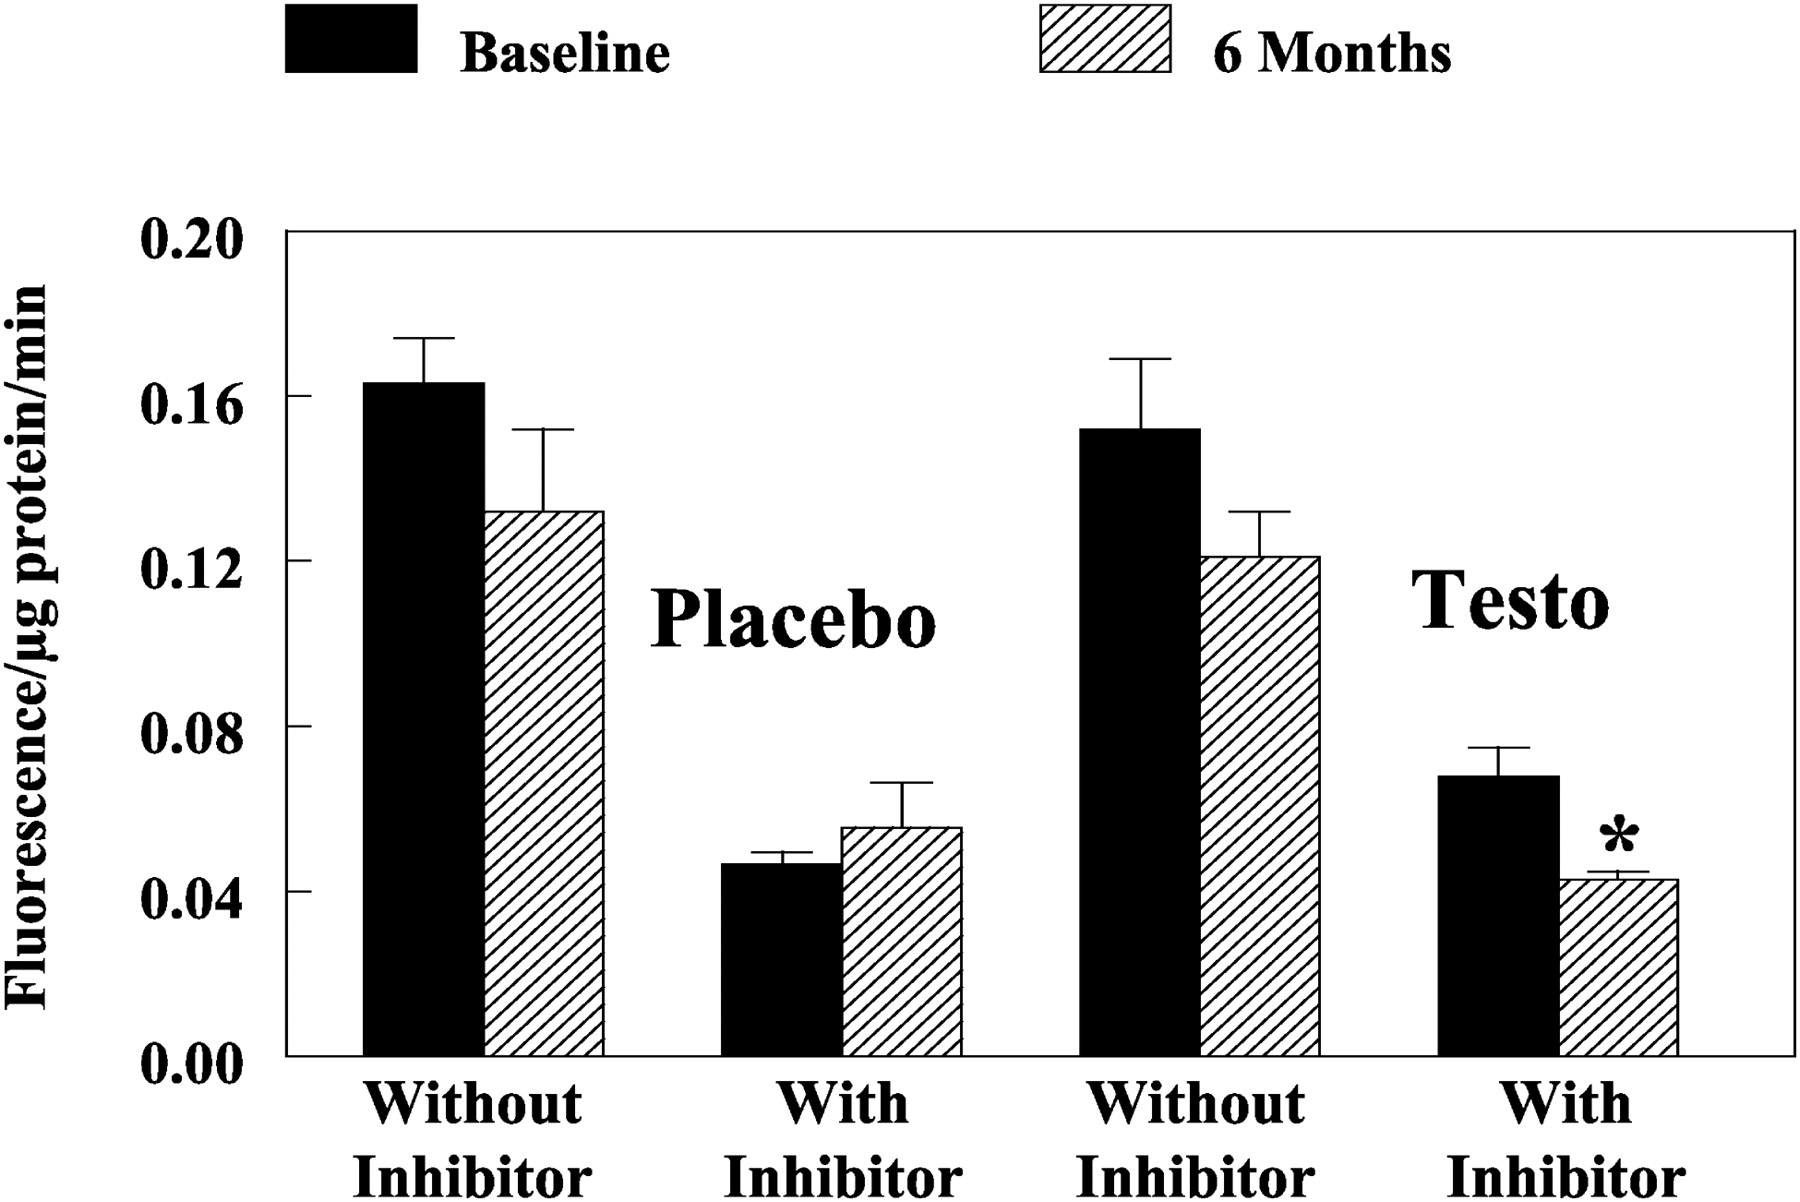 Baseline
6 Months
Fluorescence/µg protein/min
0.20
0.16
0.12
0.08
0.04
0.00
Placebo
Testo
*
Without
Inhibitor
With
Inhibitor
Without
Inhibitor
With
Inhibitor